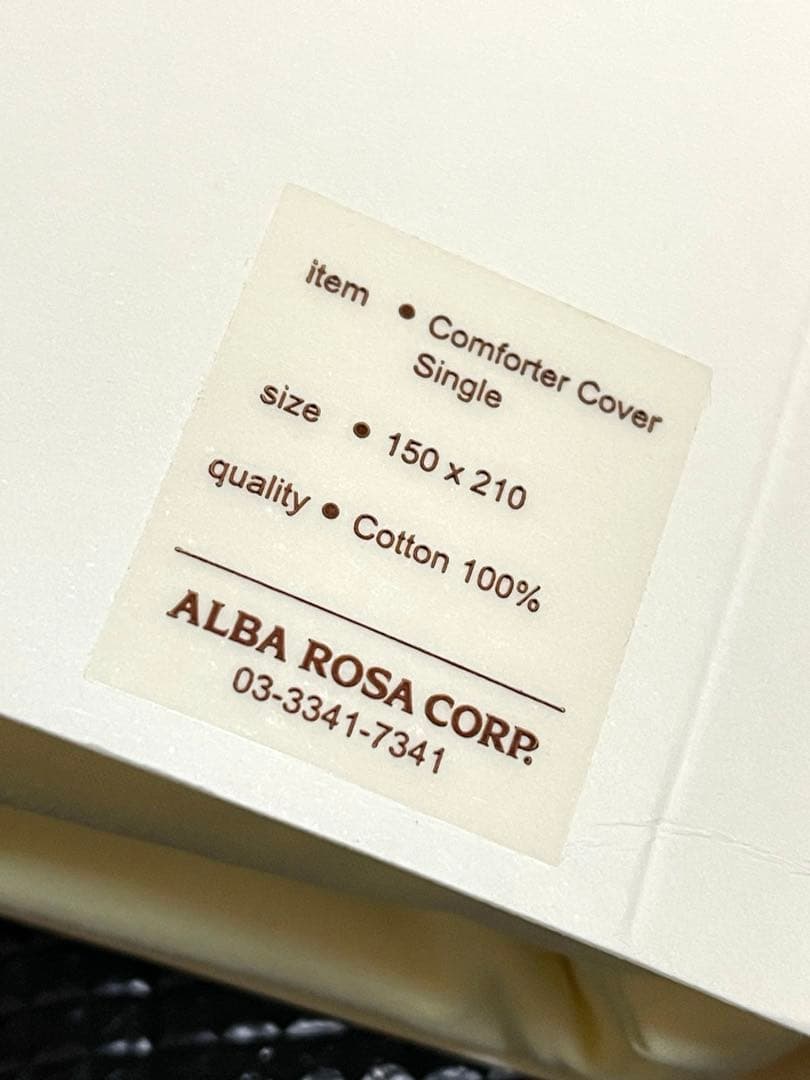 item ● Comforter Cover
Single
size ● 150 x 210
quality ● Cotton 100%
ALBA ROSA CORP.
03-3341-7341